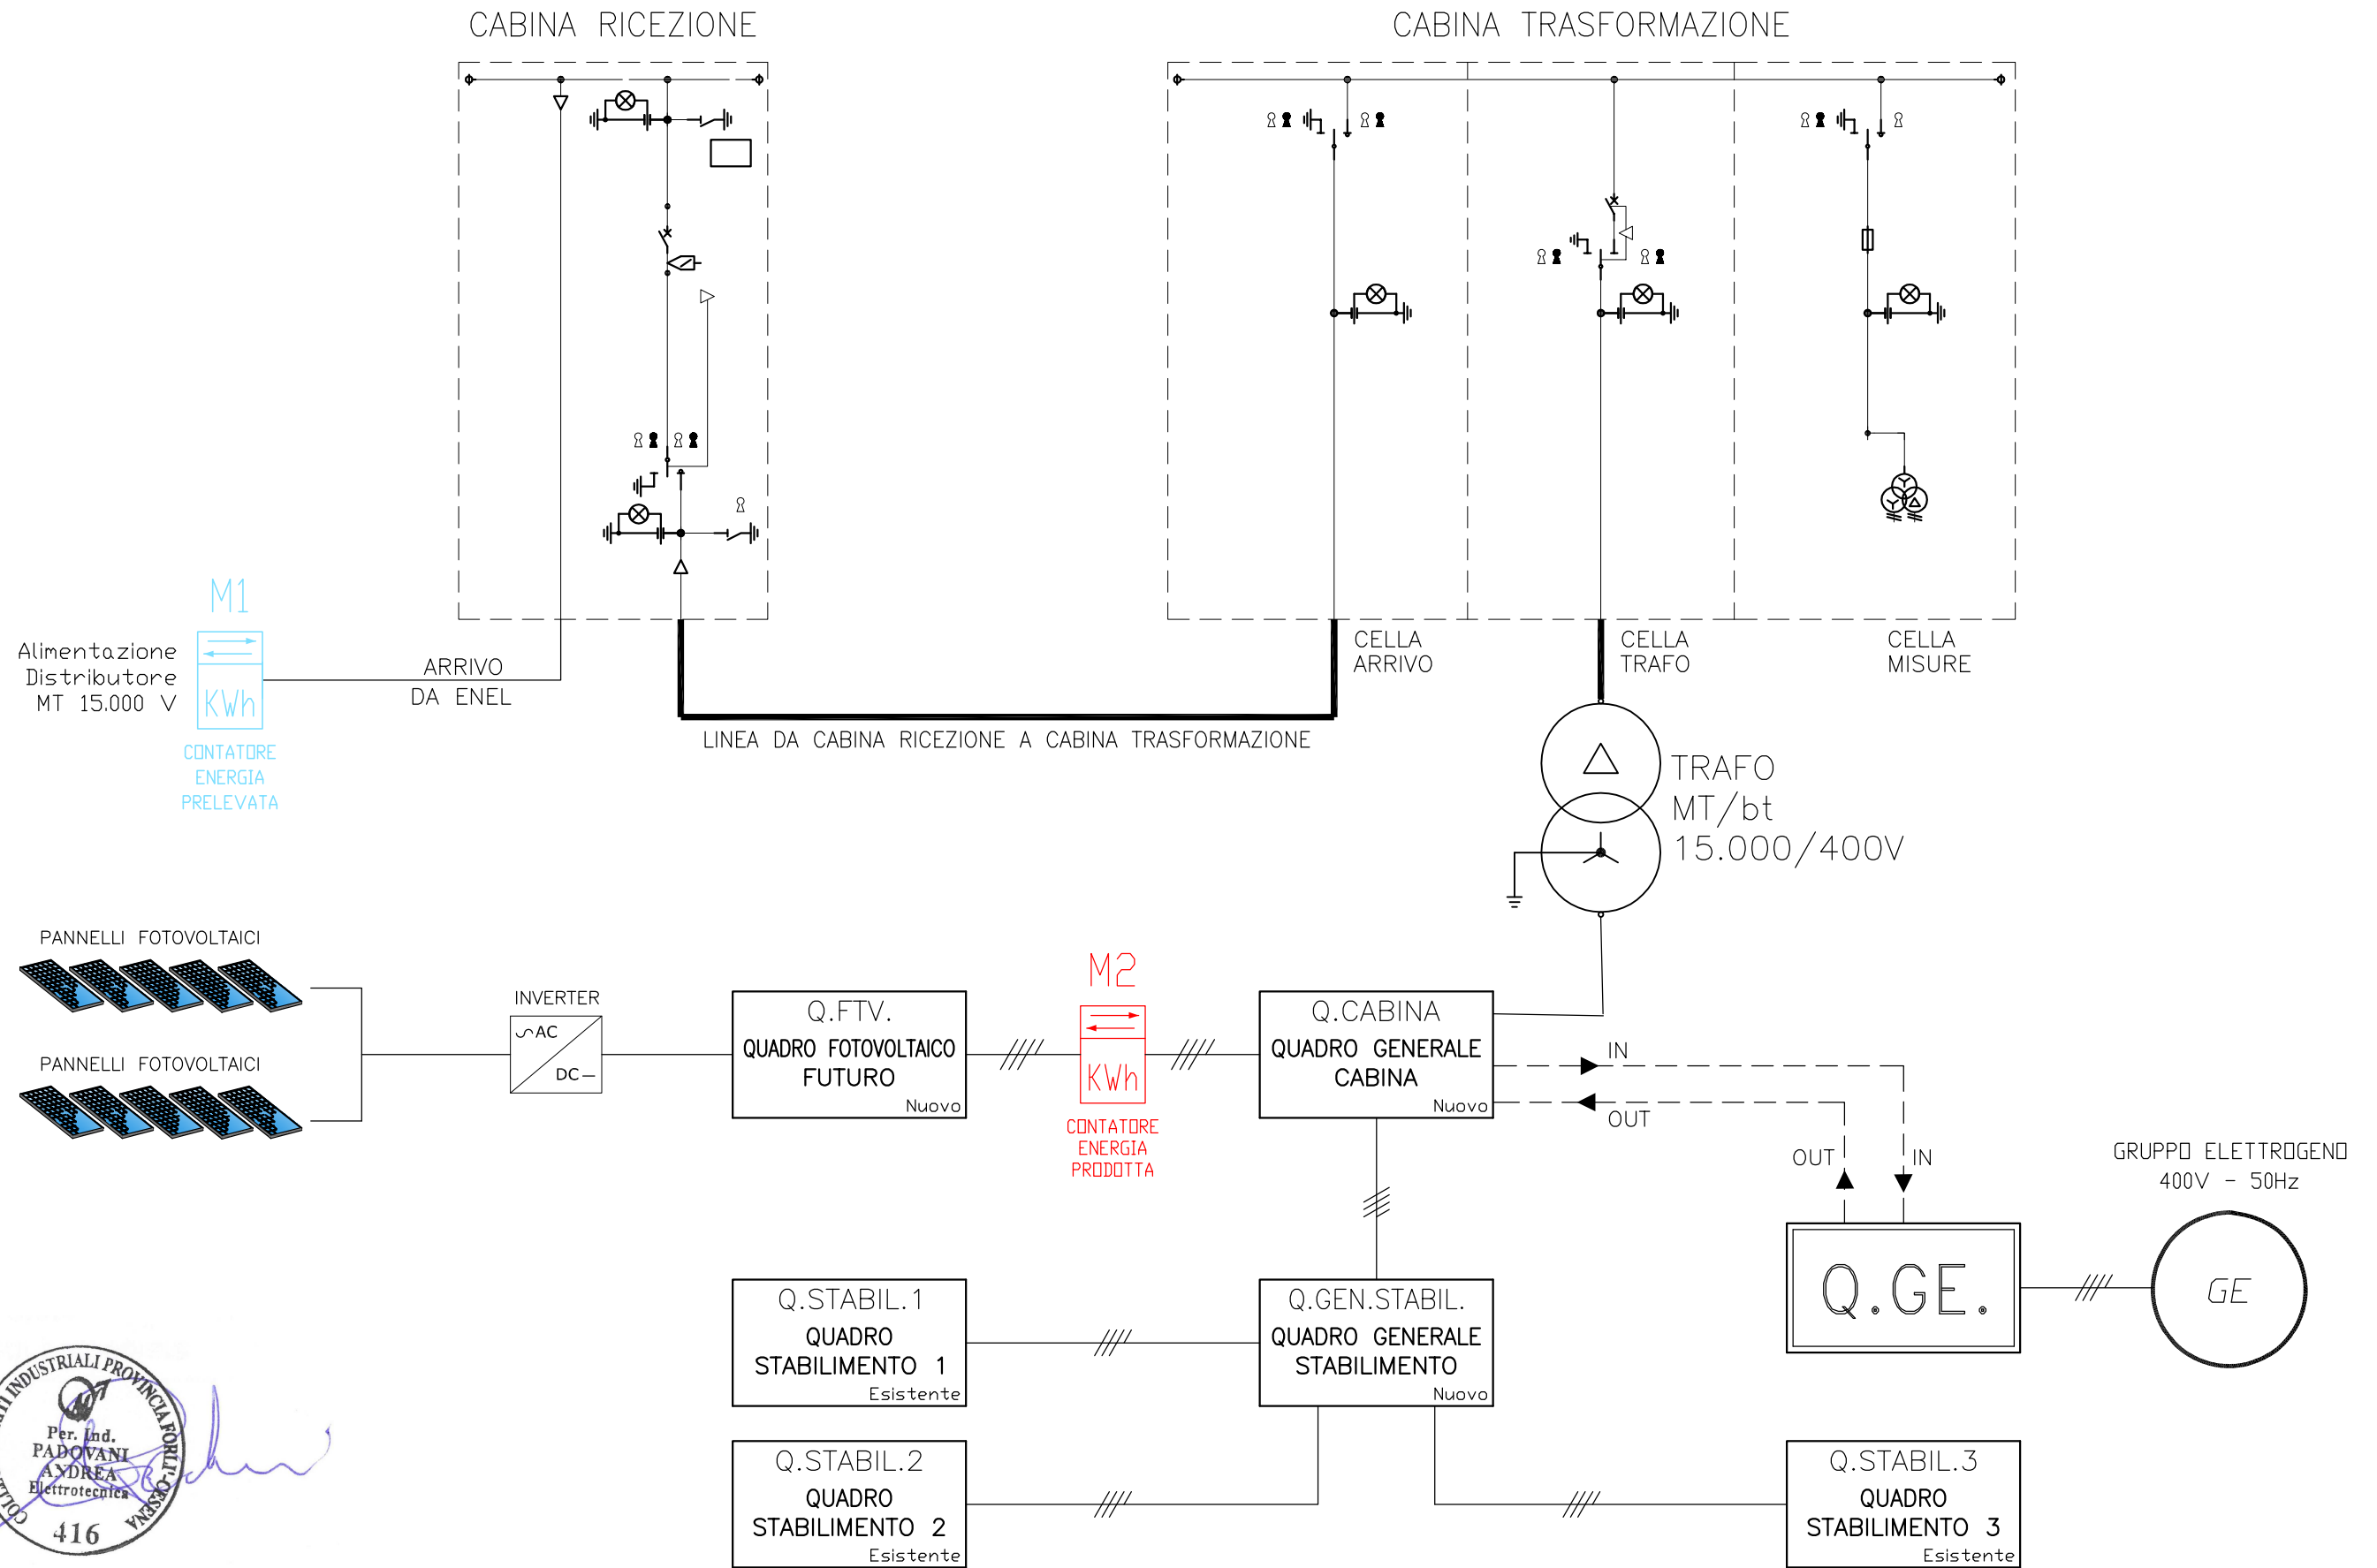 CABINA RICEZIONE
CABINA TRASFORMAZIONE
M1
Alimentazione
Distributore
MT 15.000 V
KWh
CONTATORE
ENERGIA
PRELEVATA
ARRIVO
DA ENEL
LINEA DA CABINA RICEZIONE A CABINA TRASFORMAZIONE
CELLA
ARRIVO
CELLA
TRAFO
CELLA
MISURE
TRAFO
MT/bt
15.000/400V
PANNELLI FOTOVOLTAICI
PANNELLI FOTOVOLTAICI
INVERTER
AC
DC
Q.FTV.
QUADRO FOTOVOLTAICO
FUTURO
Nuovo
M2
KWh
CONTATORE
ENERGIA
PRODOTTA
Q.CABINA
QUADRO GENERALE
CABINA
Nuovo
IN
OUT
OUT
IN
GRUPPO ELETTROGENO
400V - 50Hz
Q.GE.
GE
Q.STABIL.1
QUADRO
STABILIMENTO 1
Esistente
Q.GEN.STABIL.
QUADRO GENERALE
STABILIMENTO
Nuovo
Q.STABIL.2
QUADRO
STABILIMENTO 2
Esistente
Q.STABIL.3
QUADRO
STABILIMENTO 3
Esistente
INDUSTRIALI PROVINCIA FORLI'-CESENA
Per. Ind.
PADOVANI
ANDREA
Elettrotecnica
416